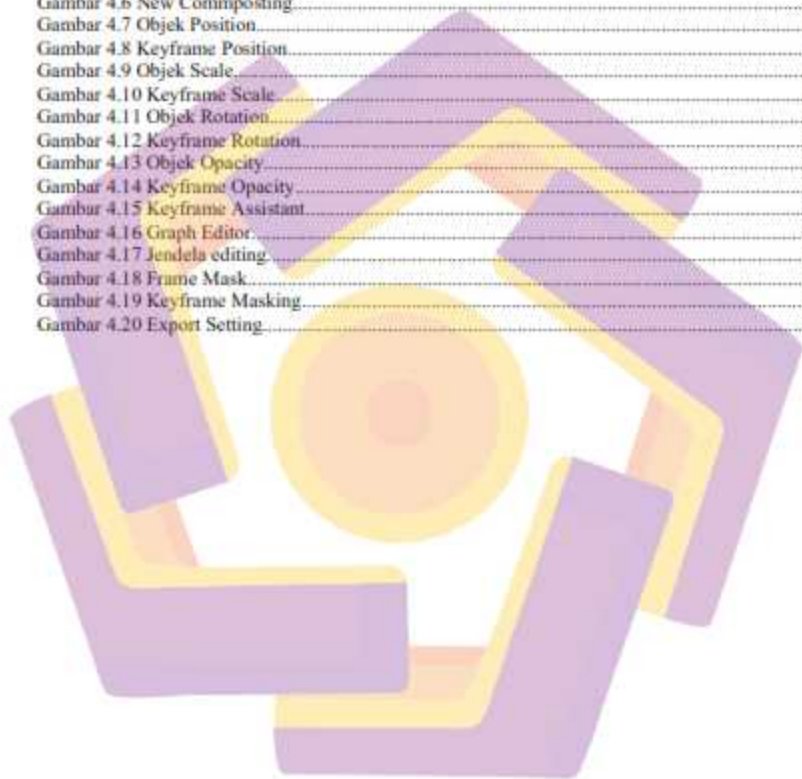 Gambar 4.6 New Commposting
Gambar 4.7 Objek Position
Gambar 4.8 Keyframe Position
Gambar 4.9 Objek Scale
Gambar 4.10 Keyframe Scale
Gambar 4.11 Objek Rotation
Gambar 4.12 Keyframe Rotation
Gambar 4.13 Objek Opacity
Gambar 4.14 Keyframe Opacity
Gambar 4.15 Keyframe Assistant
Gambar 4.16 Graph Editor
Gambar 4.17 Jendela editing
Gambar 4.18 Frame Mask
Gambar 4.19 Keyframe Masking
Gambar 4.20 Export Setting